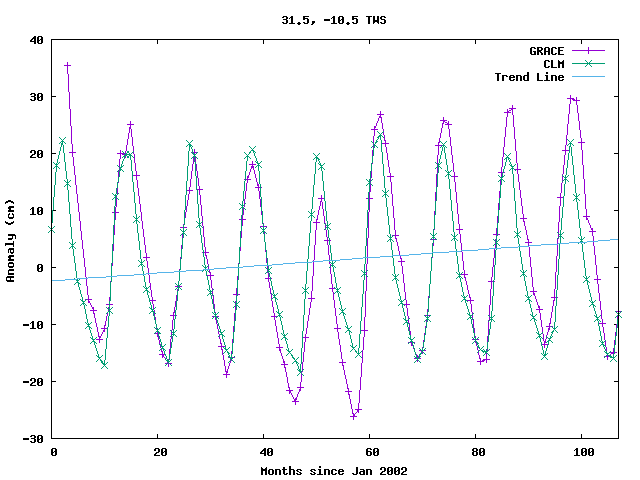 31.5, -10.5 TWS
GRACE
CLM
Trend Line
Anomaly (cm)
40
30
20
10
0
-10
-20
-30
0 20 40 60 80 100
Months since Jan 2002